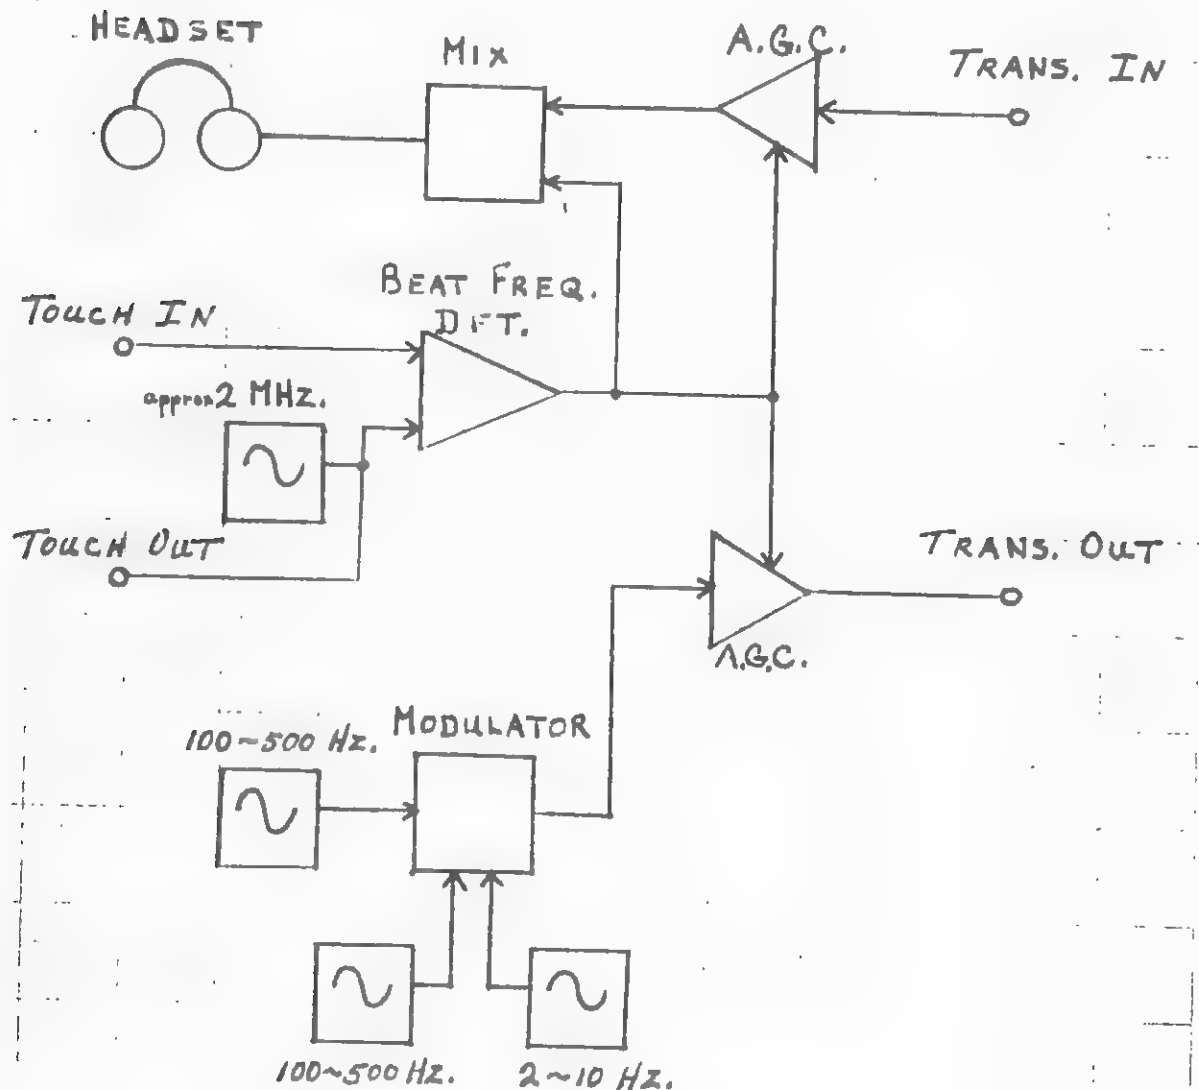 HEADSET
MIX
A.G.C.
TRANS. IN
BEAT FREQ.
TOUCH IN
approx 2 MHz.
TOUCH OUT
TRANS. OUT
A.G.C.
MODULATOR
100~500 Hz.
100~500 Hz.
2~10 Hz.